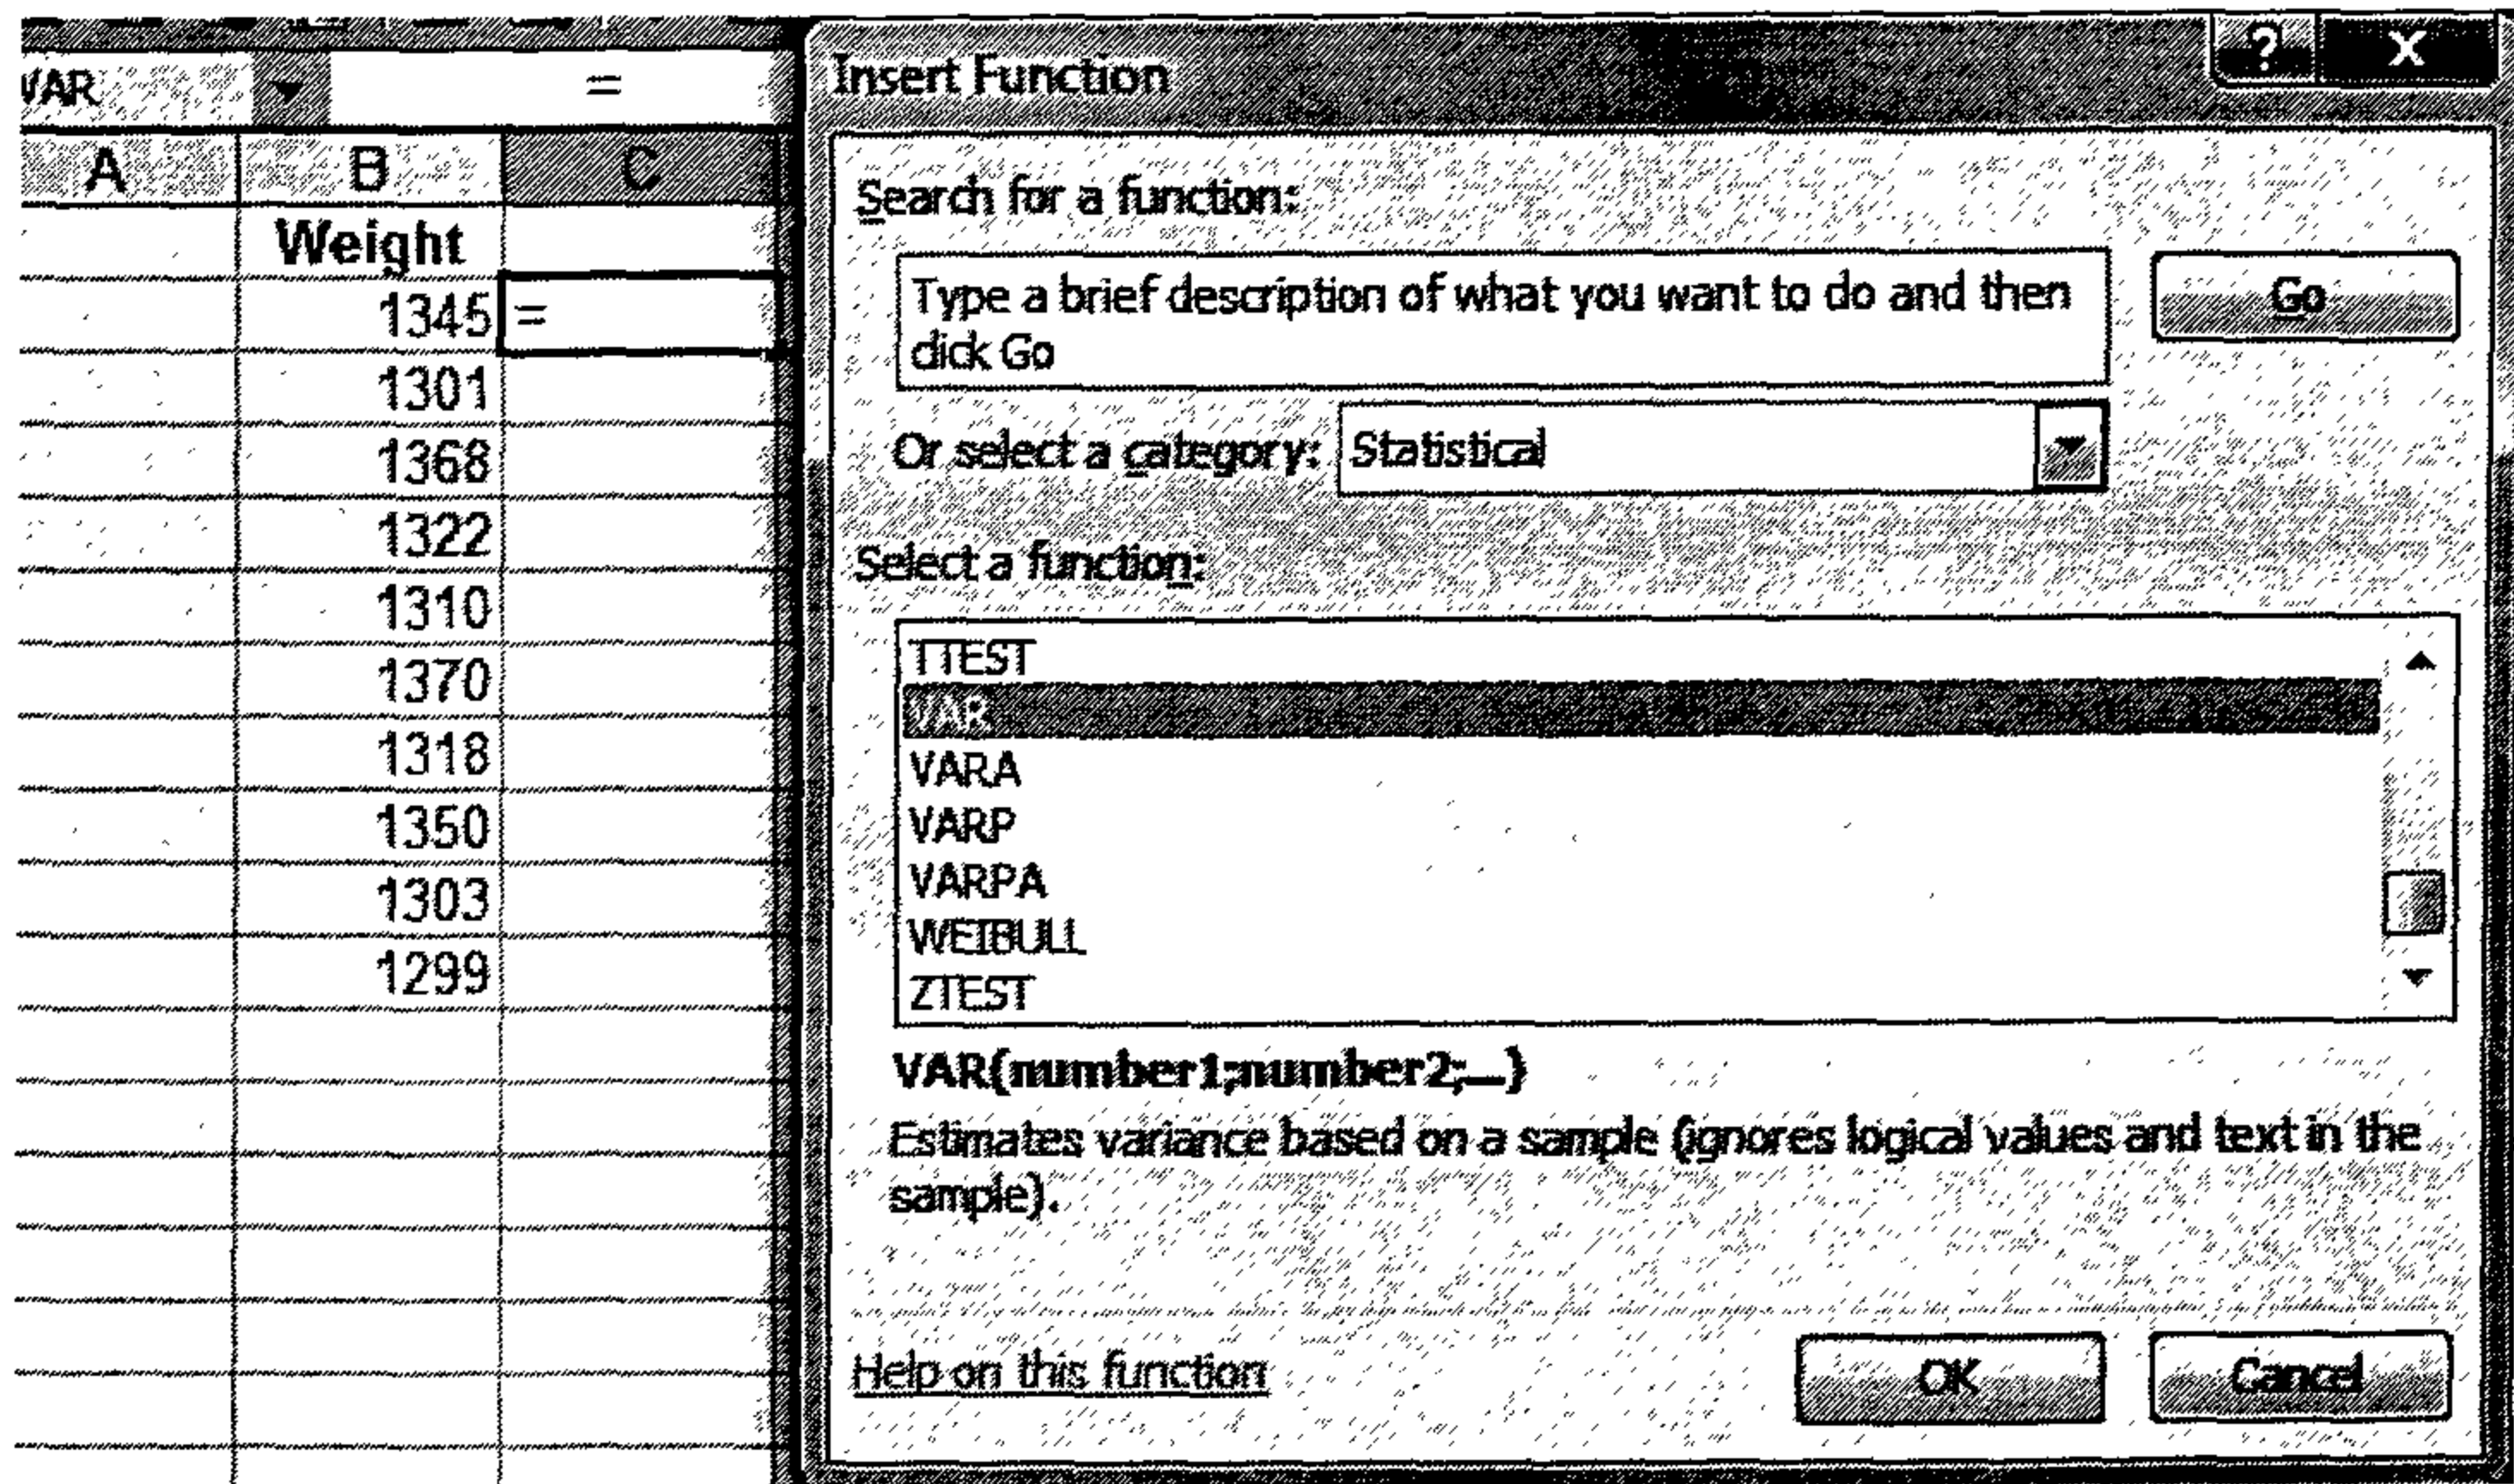 VAR =
A B C
Weight
1345 =
1301
1368
1322
1310
1370
1318
1350
1303
1299
Insert Function ? X
Search for a function:
Type a brief description of what you want to do and then
click Go
Go
Or select a category: Statistical
Select a function:
TTEST
VAR
VARA
VARP
VARPA
WEIBULL
ZTEST
VAR(number1;number2;...)
Estimates variance based on a sample (ignores logical values and text in the
sample).
Help on this function
OK Cancel